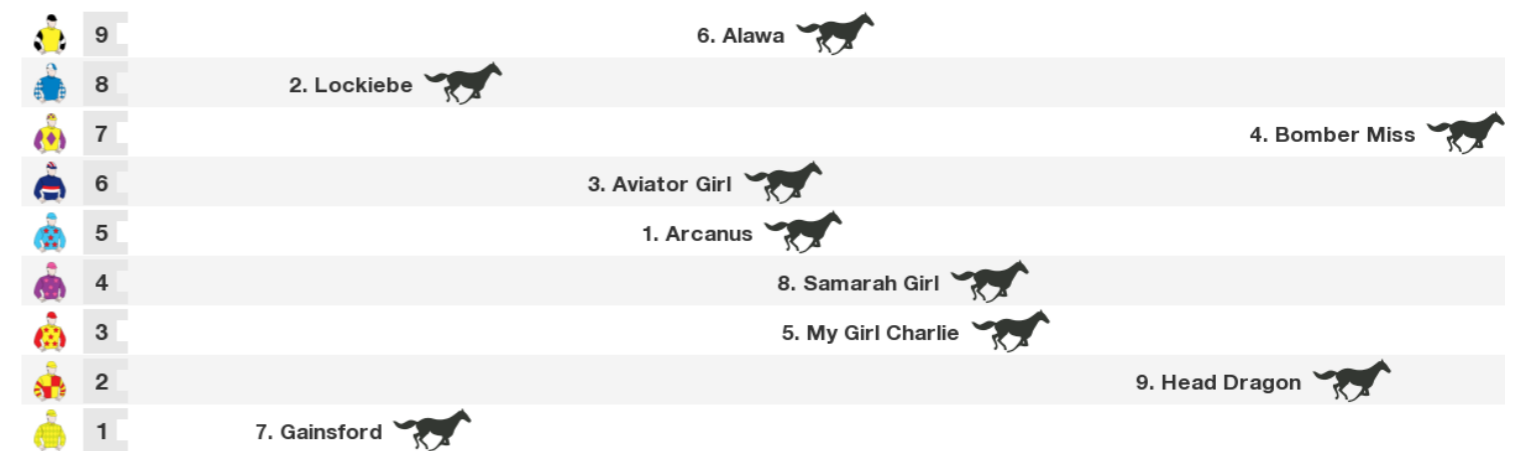 9 6. Alawa
8 2. Lockiebe
7 4. Bomber Miss
6 3. Aviator Girl
5 1. Arcanus
4 8. Samarah Girl
3 5. My Girl Charlie
2 9. Head Dragon
1 7. Gainsford